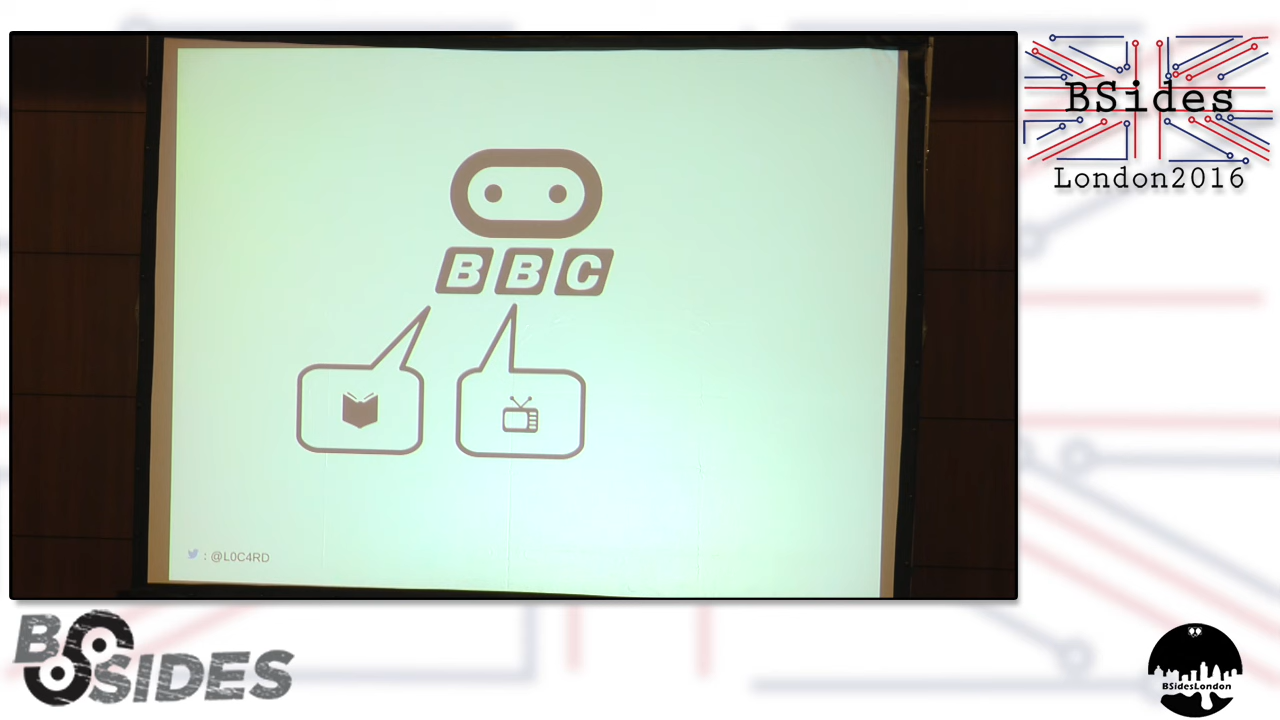 BSides
London2016
BBC
: @L0C4RD
BSIDES
BSidesLondon